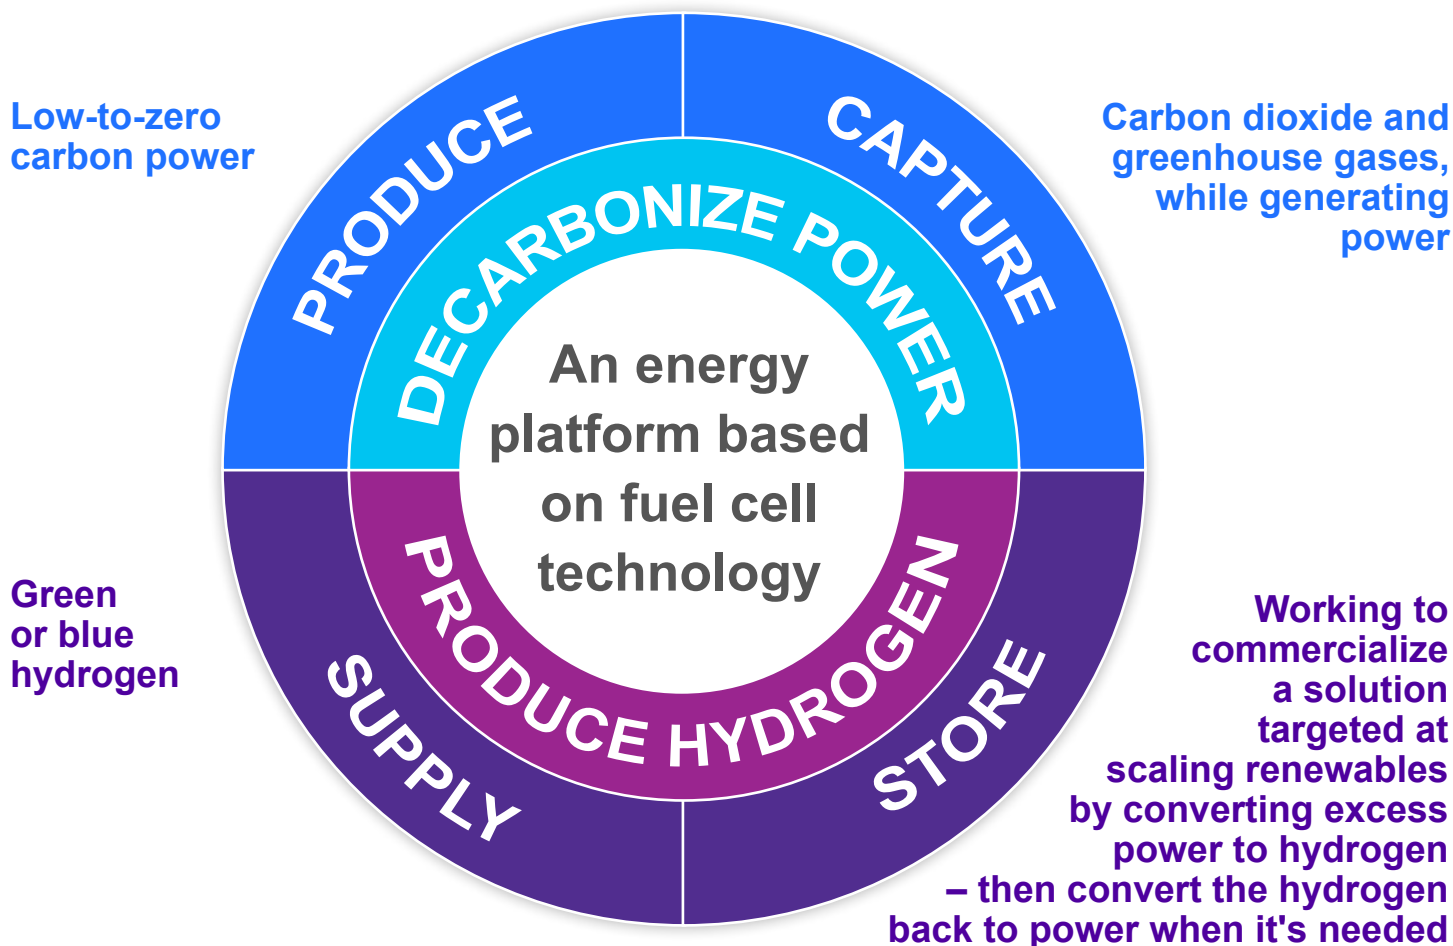 PRODUCE
CAPTURE
Low-to-zero
carbon power
Carbon dioxide and
greenhouse gases,
while generating
power
DECARBONIZE POWER
An energy
platform based
on fuel cell
technology
PRODUCE HYDROGEN
Green
or blue
hydrogen
SUPPLY
STORE
Working to
commercialize
a solution
targeted at
scaling renewables
by converting excess
power to hydrogen
– then convert the hydrogen
back to power when it's needed